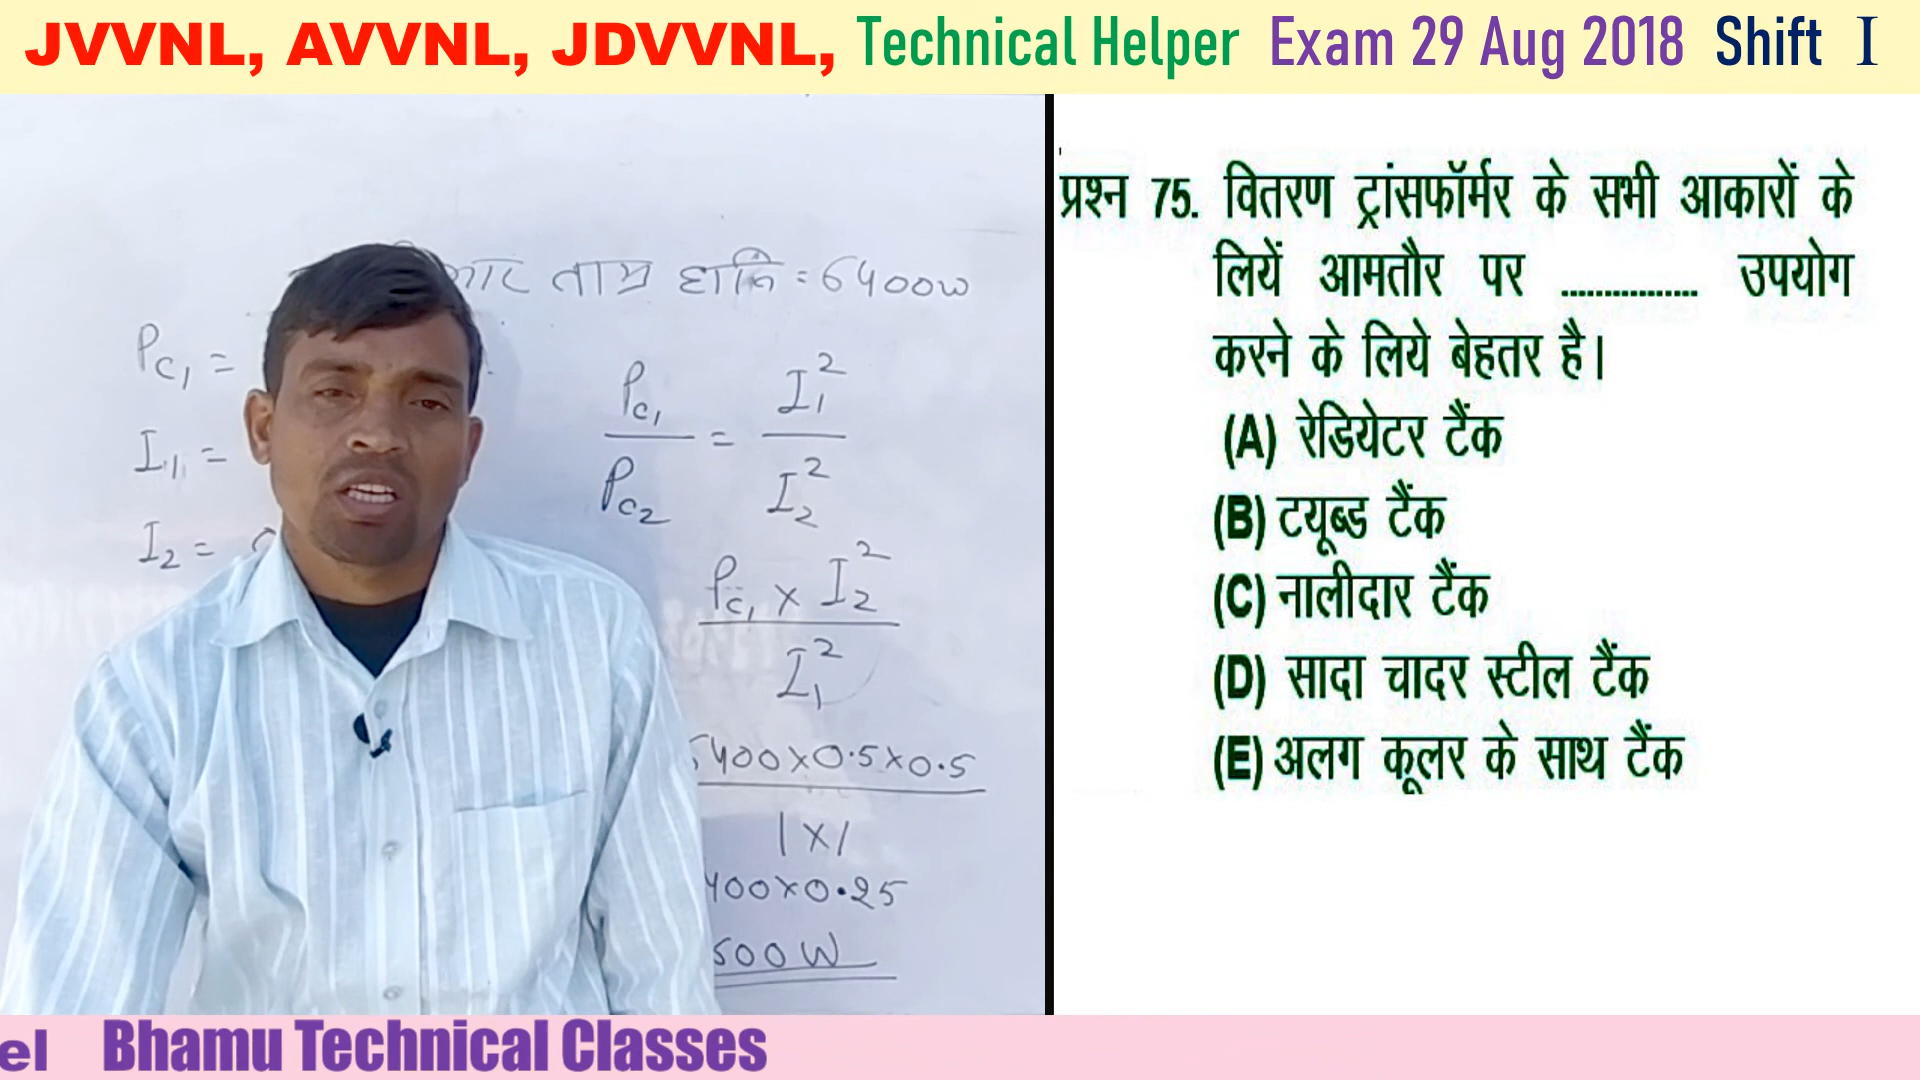 JVVNL, AVVNL, JDVVNL, Technical Helper Exam 29 Aug 2018 Shift I
ताम्र हानि = 6400W
Pc₁ =
I₁ =
I₂ =
Pc₁ / Pc₂ = I₁² / I₂²
Pc₁ × I₂²
I₁²
400×0.5×0.5
1×1
400×0.25
600W
प्रश्न 75. वितरण ट्रांसफॉर्मर के सभी आकारों के
लियें आमतौर पर ................ उपयोग
करने के लिये बेहतर है।
(A) रेडियेटर टैंक
(B) टयूब्ड टैंक
(C) नालीदार टैंक
(D) सादा चादर स्टील टैंक
(E) अलग कूलर के साथ टैंक
el Bhamu Technical Classes